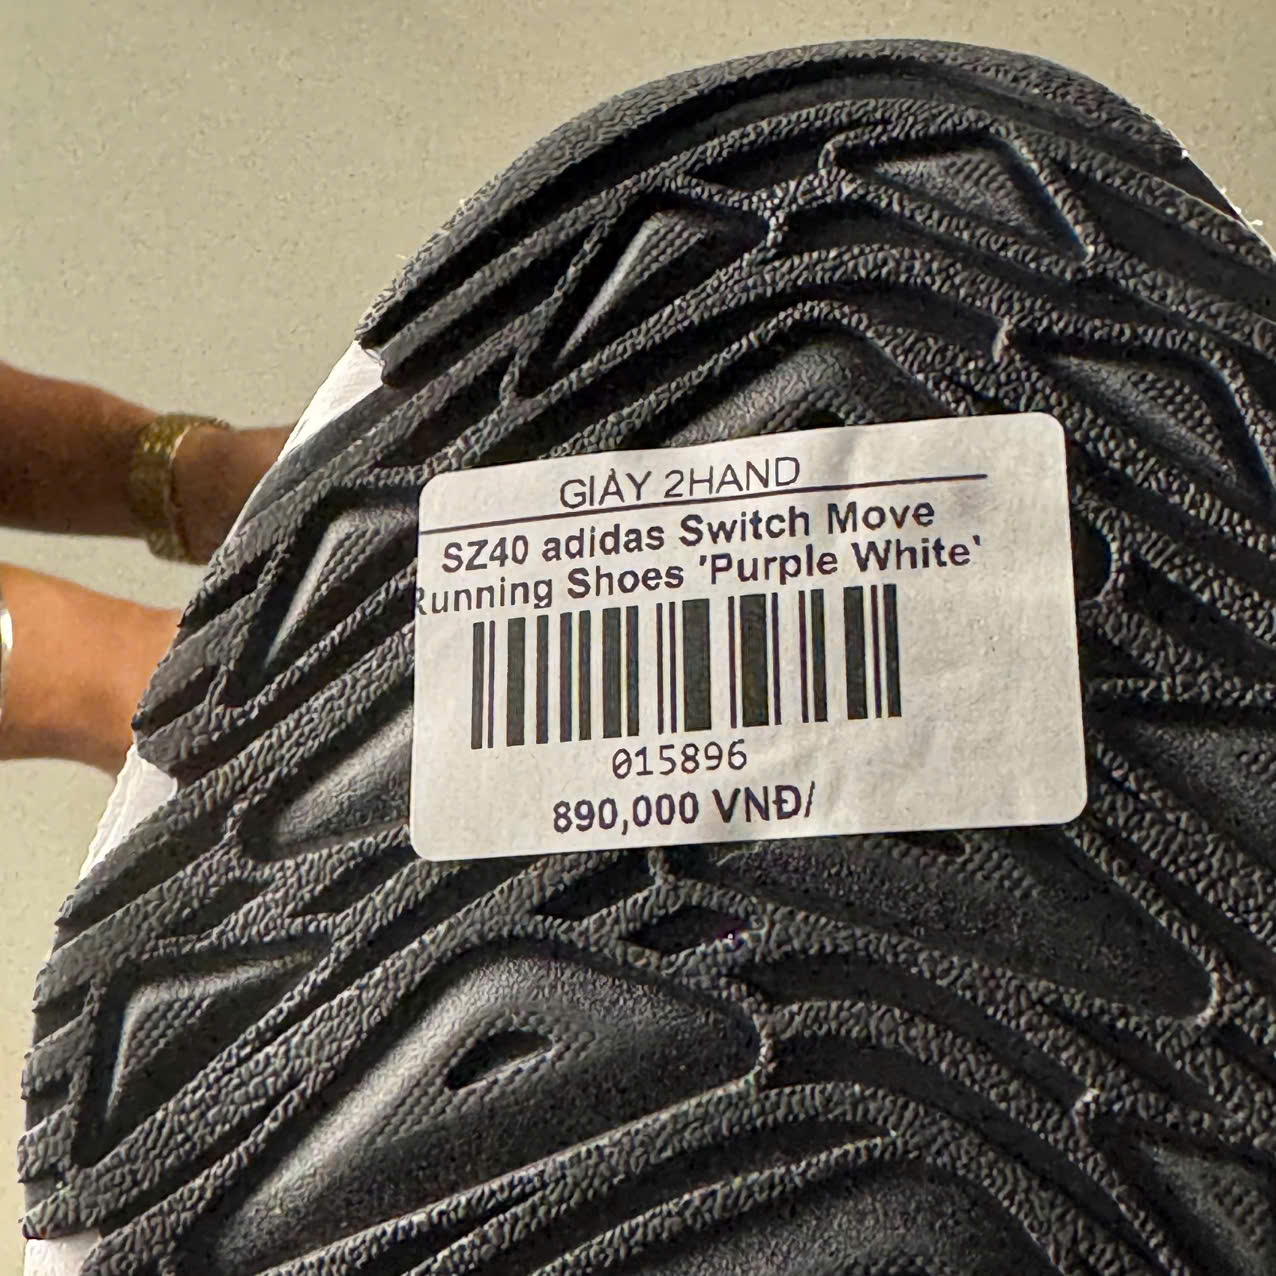 GIÀY 2HAND
SZ40 adidas Switch Move
Running Shoes 'Purple White'
015896
890,000 VNĐ/